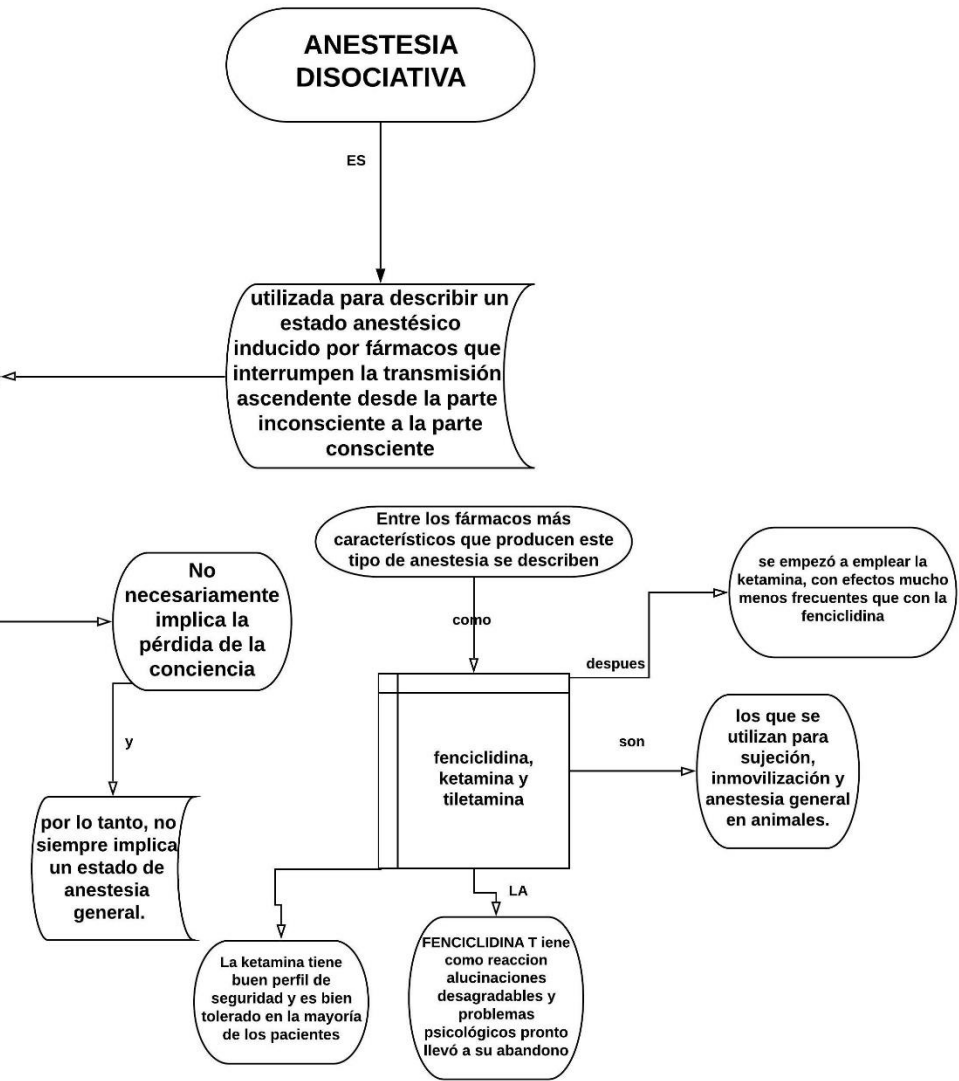 ANESTESIA
DISOCIATIVA
ES
utilizada para describir un
estado anestésico
inducido por fármacos que
interrumpen la transmisión
ascendente desde la parte
inconsciente a la parte
consciente
No
necesariamente
implica la
pérdida de la
conciencia
y
por lo tanto, no
siempre implica
un estado de
anestesia
general.
Entre los fármacos más
característicos que producen este
tipo de anestesia se describen
como
fenciclidina,
ketamina y
tiletamina
despues
se empezó a emplear la
ketamina, con efectos mucho
menos frecuentes que con la
fenciclidina
son
los que se
utilizan para
sujeción,
inmovilización y
anestesia general
en animales.
La ketamina tiene
buen perfil de
seguridad y es bien
tolerado en la mayoría
de los pacientes
LA
FENCICLIDINA T iene
como reaccion
alucinaciones
desagradables y
problemas
psicológicos pronto
llevó a su abandono